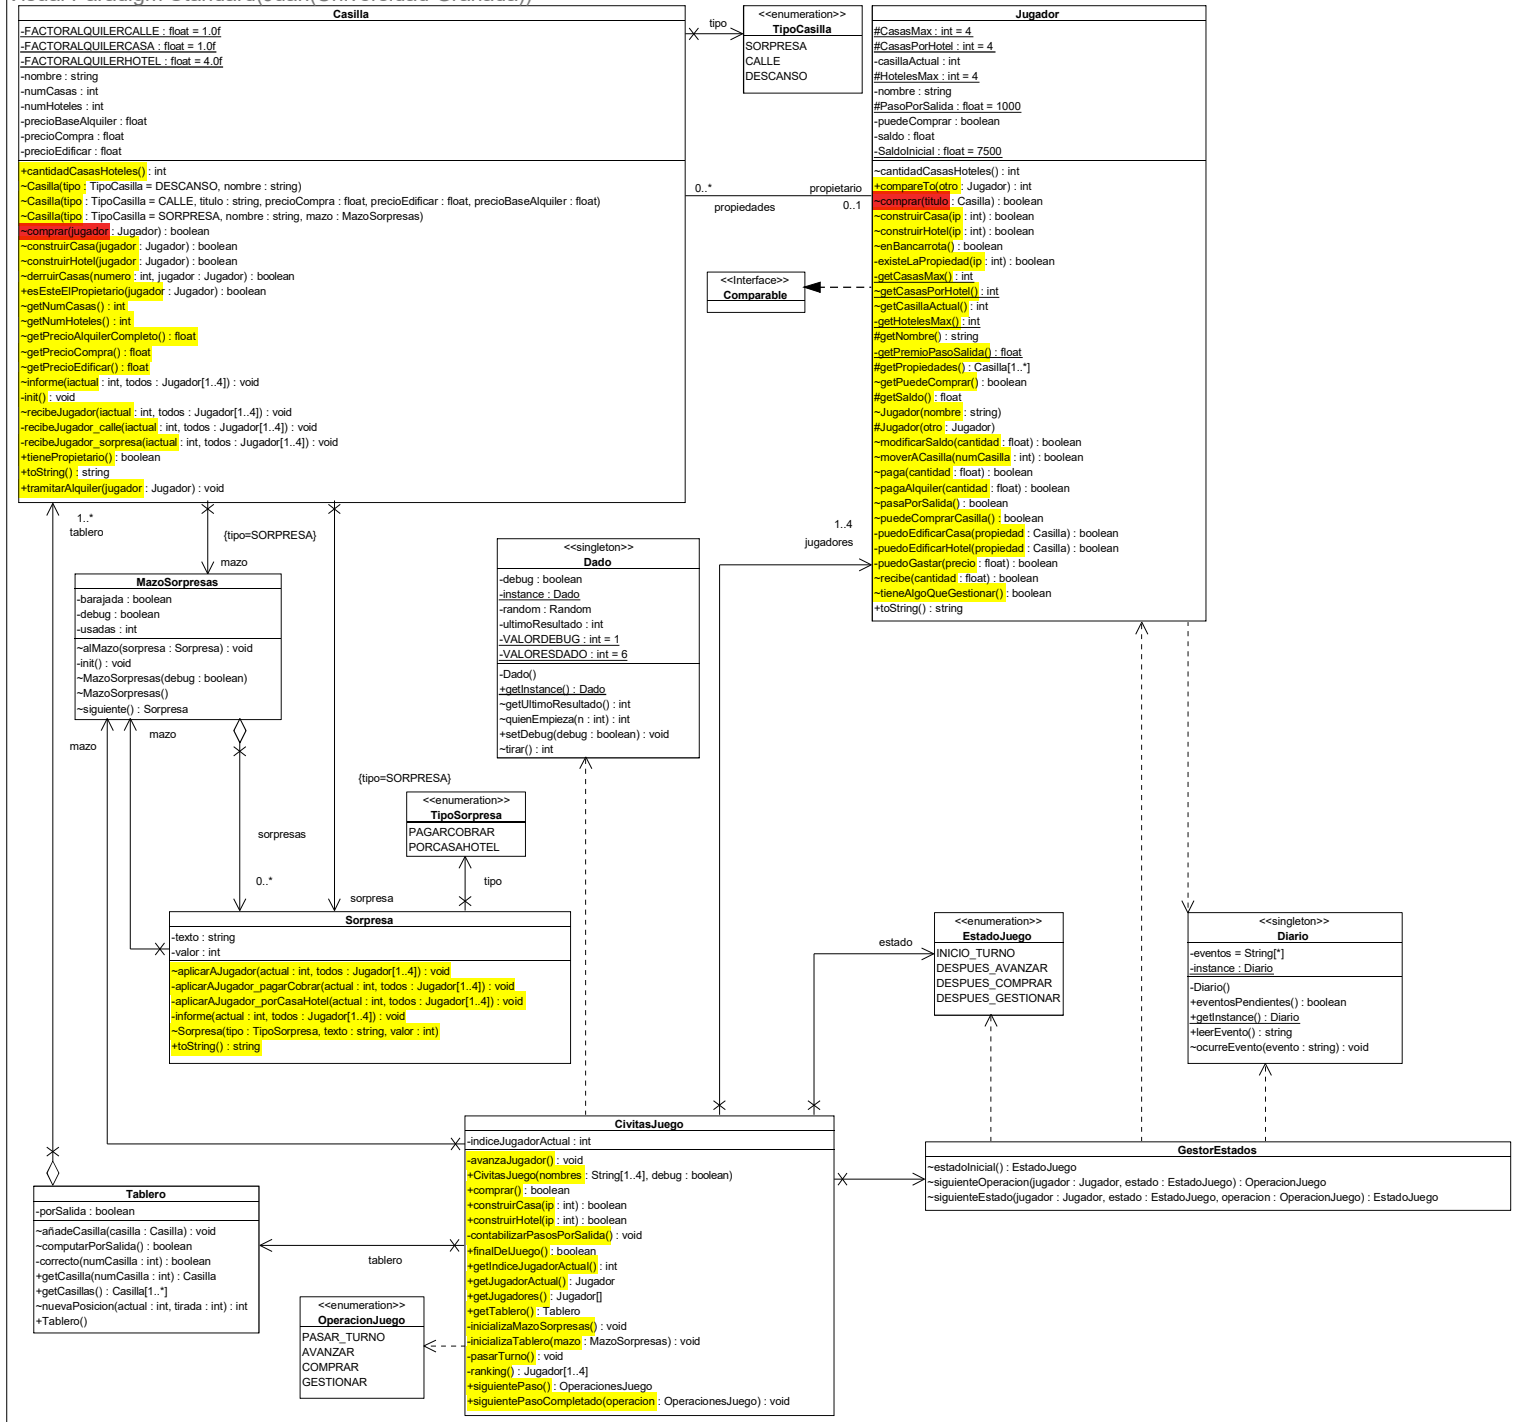 Visual Paradigm Standard(Juan(Universidad Granada))
Casilla
-FACTORALQUILERCALLE : float = 1.0f
-FACTORALQUILERCASA : float = 1.0f
-FACTORALQUILERHOTEL : float = 4.0f
-nombre : string
-numCasas : int
-numHoteles : int
-precioBaseAlquiler : float
-precioCompra : float
-precioEdificar : float
+cantidadCasasHoteles() : int
~Casilla(tipo : TipoCasilla = DESCANSO, nombre : string)
~Casilla(tipo : TipoCasilla = CALLE, titulo : string, precioCompra : float, precioEdificar : float, precioBaseAlquiler : float)
~Casilla(tipo : TipoCasilla = SORPRESA, nombre : string, mazo : MazoSorpresas)
~comprar(jugador : Jugador) : boolean
~construirCasa(jugador : Jugador) : boolean
~construirHotel(jugador : Jugador) : boolean
~derruirCasas(numero : int, jugador : Jugador) : boolean
+esEsteElPropietario(jugador : Jugador) : boolean
~getNumCasas() : int
~getNumHoteles() : int
~getPrecioAlquilerCompleto() : float
~getPrecioCompra() : float
~getPrecioEdificar() : float
~informe(iactual : int, todos : Jugador[1..4]) : void
-init() : void
~recibeJugador(iactual : int, todos : Jugador[1..4]) : void
-recibeJugador_calle(iactual : int, todos : Jugador[1..4]) : void
-recibeJugador_sorpresa(iactual : int, todos : Jugador[1..4]) : void
+tienePropietario() : boolean
+toString() : string
+tramitarAlquiler(jugador : Jugador) : void
tipo
<<enumeration>>
TipoCasilla
SORPRESA
CALLE
DESCANSO
0..*
propietario
propiedades
0..1
<<Interface>>
Comparable
Jugador
#CasasMax : int = 4
#CasasPorHotel : int = 4
-casillaActual : int
#HotelesMax : int = 4
-nombre : string
#PasoPorSalida : float = 1000
-puedeComprar : boolean
-saldo : float
-SaldoInicial : float = 7500
~cantidadCasasHoteles() : int
+compareTo(otro : Jugador) : int
~comprar(titulo : Casilla) : boolean
~construirCasa(ip : int) : boolean
~construirHotel(ip : int) : boolean
~enBancarrota() : boolean
-existeLaPropiedad(ip : int) : boolean
-getCasasMax() : int
~getCasasPorHotel() : int
~getCasillaActual() : int
-getHotelesMax() : int
#getNombre() : string
-getPremioPasoSalida() : float
#getPropiedades() : Casilla[1..*]
~getPuedeComprar() : boolean
#getSaldo() : float
~Jugador(nombre : string)
#Jugador(otro : Jugador)
~modificarSaldo(cantidad : float) : boolean
~moverACasilla(numCasilla : int) : boolean
~paga(cantidad : float) : boolean
~pagaAlquiler(cantidad : float) : boolean
~pasaPorSalida() : boolean
~puedeComprarCasilla() : boolean
-puedoEdificarCasa(propiedad : Casilla) : boolean
-puedoEdificarHotel(propiedad : Casilla) : boolean
-puedoGastar(precio : float) : boolean
~recibe(cantidad : float) : boolean
~tieneAlgoQueGestionar() : boolean
+toString() : string
1..*
tablero
{tipo=SORPRESA}
mazo
MazoSorpresas
-barajada : boolean
-debug : boolean
-usadas : int
~alMazo(sorpresa : Sorpresa) : void
-init() : void
~MazoSorpresas(debug : boolean)
~MazoSorpresas()
~siguiente() : Sorpresa
1..4
jugadores
<<singleton>>
Dado
-debug : boolean
-instance : Dado
-random : Random
-ultimoResultado : int
-VALORDEBUG : int = 1
-VALORESDADO : int = 6
-Dado()
+getInstance() : Dado
~getUltimoResultado() : int
~quienEmpieza(n : int) : int
+setDebug(debug : boolean) : void
~tirar() : int
mazo
mazo
{tipo=SORPRESA}
<<enumeration>>
TipoSorpresa
PAGARCOBRAR
PORCASAHOTEL
sorpresas
0..*
tipo
sorpresa
Sorpresa
-texto : string
-valor : int
~aplicarAJugador(actual : int, todos : Jugador[1..4]) : void
-aplicarAJugador_pagarCobrar(actual : int, todos : Jugador[1..4]) : void
-aplicarAJugador_porCasaHotel(actual : int, todos : Jugador[1..4]) : void
-informe(actual : int, todos : Jugador[1..4]) : void
~Sorpresa(tipo : TipoSorpresa, texto : string, valor : int)
+toString() : string
estado
<<enumeration>>
EstadoJuego
INICIO_TURNO
DESPUES_AVANZAR
DESPUES_COMPRAR
DESPUES_GESTIONAR
<<singleton>>
Diario
-eventos = String[*]
-instance : Diario
-Diario()
+eventosPendientes() : boolean
+getInstance() : Diario
+leerEvento() : string
~ocurreEvento(evento : string) : void
CivitasJuego
-indiceJugadorActual : int
-avanzaJugador() : void
+CivitasJuego(nombres : String[1..4], debug : boolean)
+comprar() : boolean
+construirCasa(ip : int) : boolean
+construirHotel(ip : int) : boolean
-contabilizarPasosPorSalida() : void
+finalDelJuego() : boolean
+getIndiceJugadorActual() : int
+getJugadorActual() : Jugador
+getJugadores() : Jugador[]
+getTablero() : Tablero
-inicializaMazoSorpresas() : void
-inicializaTablero(mazo : MazoSorpresas) : void
-pasarTurno() : void
-ranking() : Jugador[1..4]
+siguientePaso() : OperacionesJuego
+siguientePasoCompletado(operacion : OperacionesJuego) : void
GestorEstados
~estadoInicial() : EstadoJuego
~siguienteOperacion(jugador : Jugador, estado : EstadoJuego) : OperacionJuego
~siguienteEstado(jugador : Jugador, estado : EstadoJuego, operacion : OperacionJuego) : EstadoJuego
Tablero
-porSalida : boolean
~añadeCasilla(casilla : Casilla) : void
~computarPorSalida() : boolean
-correcto(numCasilla : int) : boolean
+getCasilla(numCasilla : int) : Casilla
+getCasillas() : Casilla[1..*]
~nuevaPosicion(actual : int, tirada : int) : int
+Tablero()
tablero
<<enumeration>>
OperacionJuego
PASAR_TURNO
AVANZAR
COMPRAR
GESTIONAR